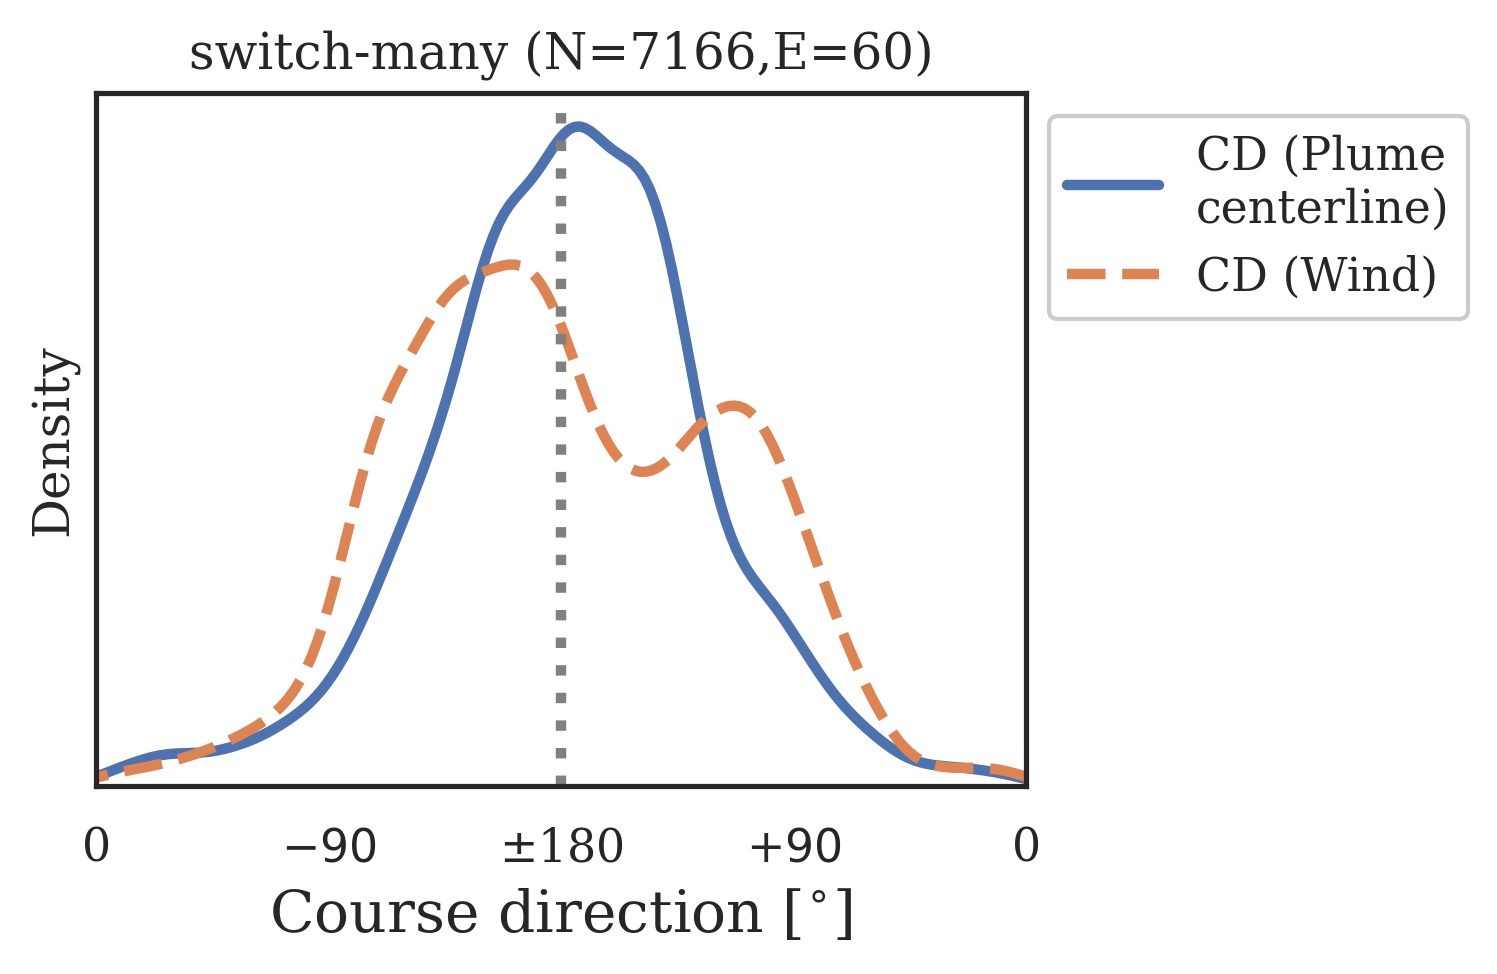 switch-many (N=7166,E=60)
CD (Plume
centerline)
CD (Wind)
Density
0 −90 ±180 +90 0
Course direction [°]